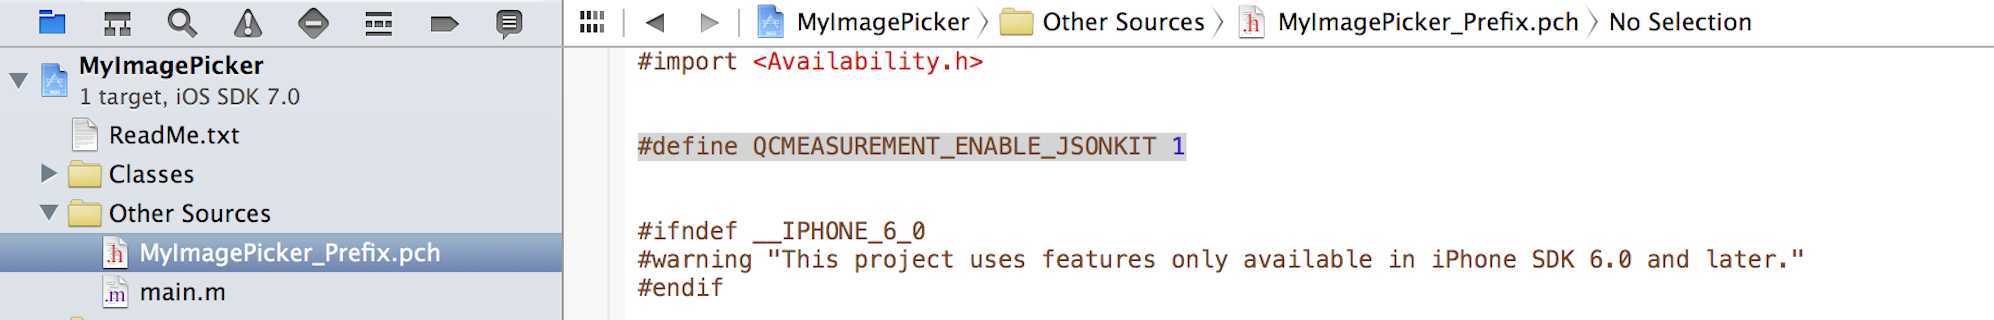 MyImagePicker
1 target, iOS SDK 7.0
ReadMe.txt
Classes
Other Sources
MyImagePicker_Prefix.pch
main.m
MyImagePicker Other Sources MyImagePicker_Prefix.pch No Selection
#import <Availability.h>
#define QCMEASUREMENT_ENABLE_JSONKIT 1
#ifndef __IPHONE_6_0
#warning "This project uses features only available in iPhone SDK 6.0 and later."
#endif